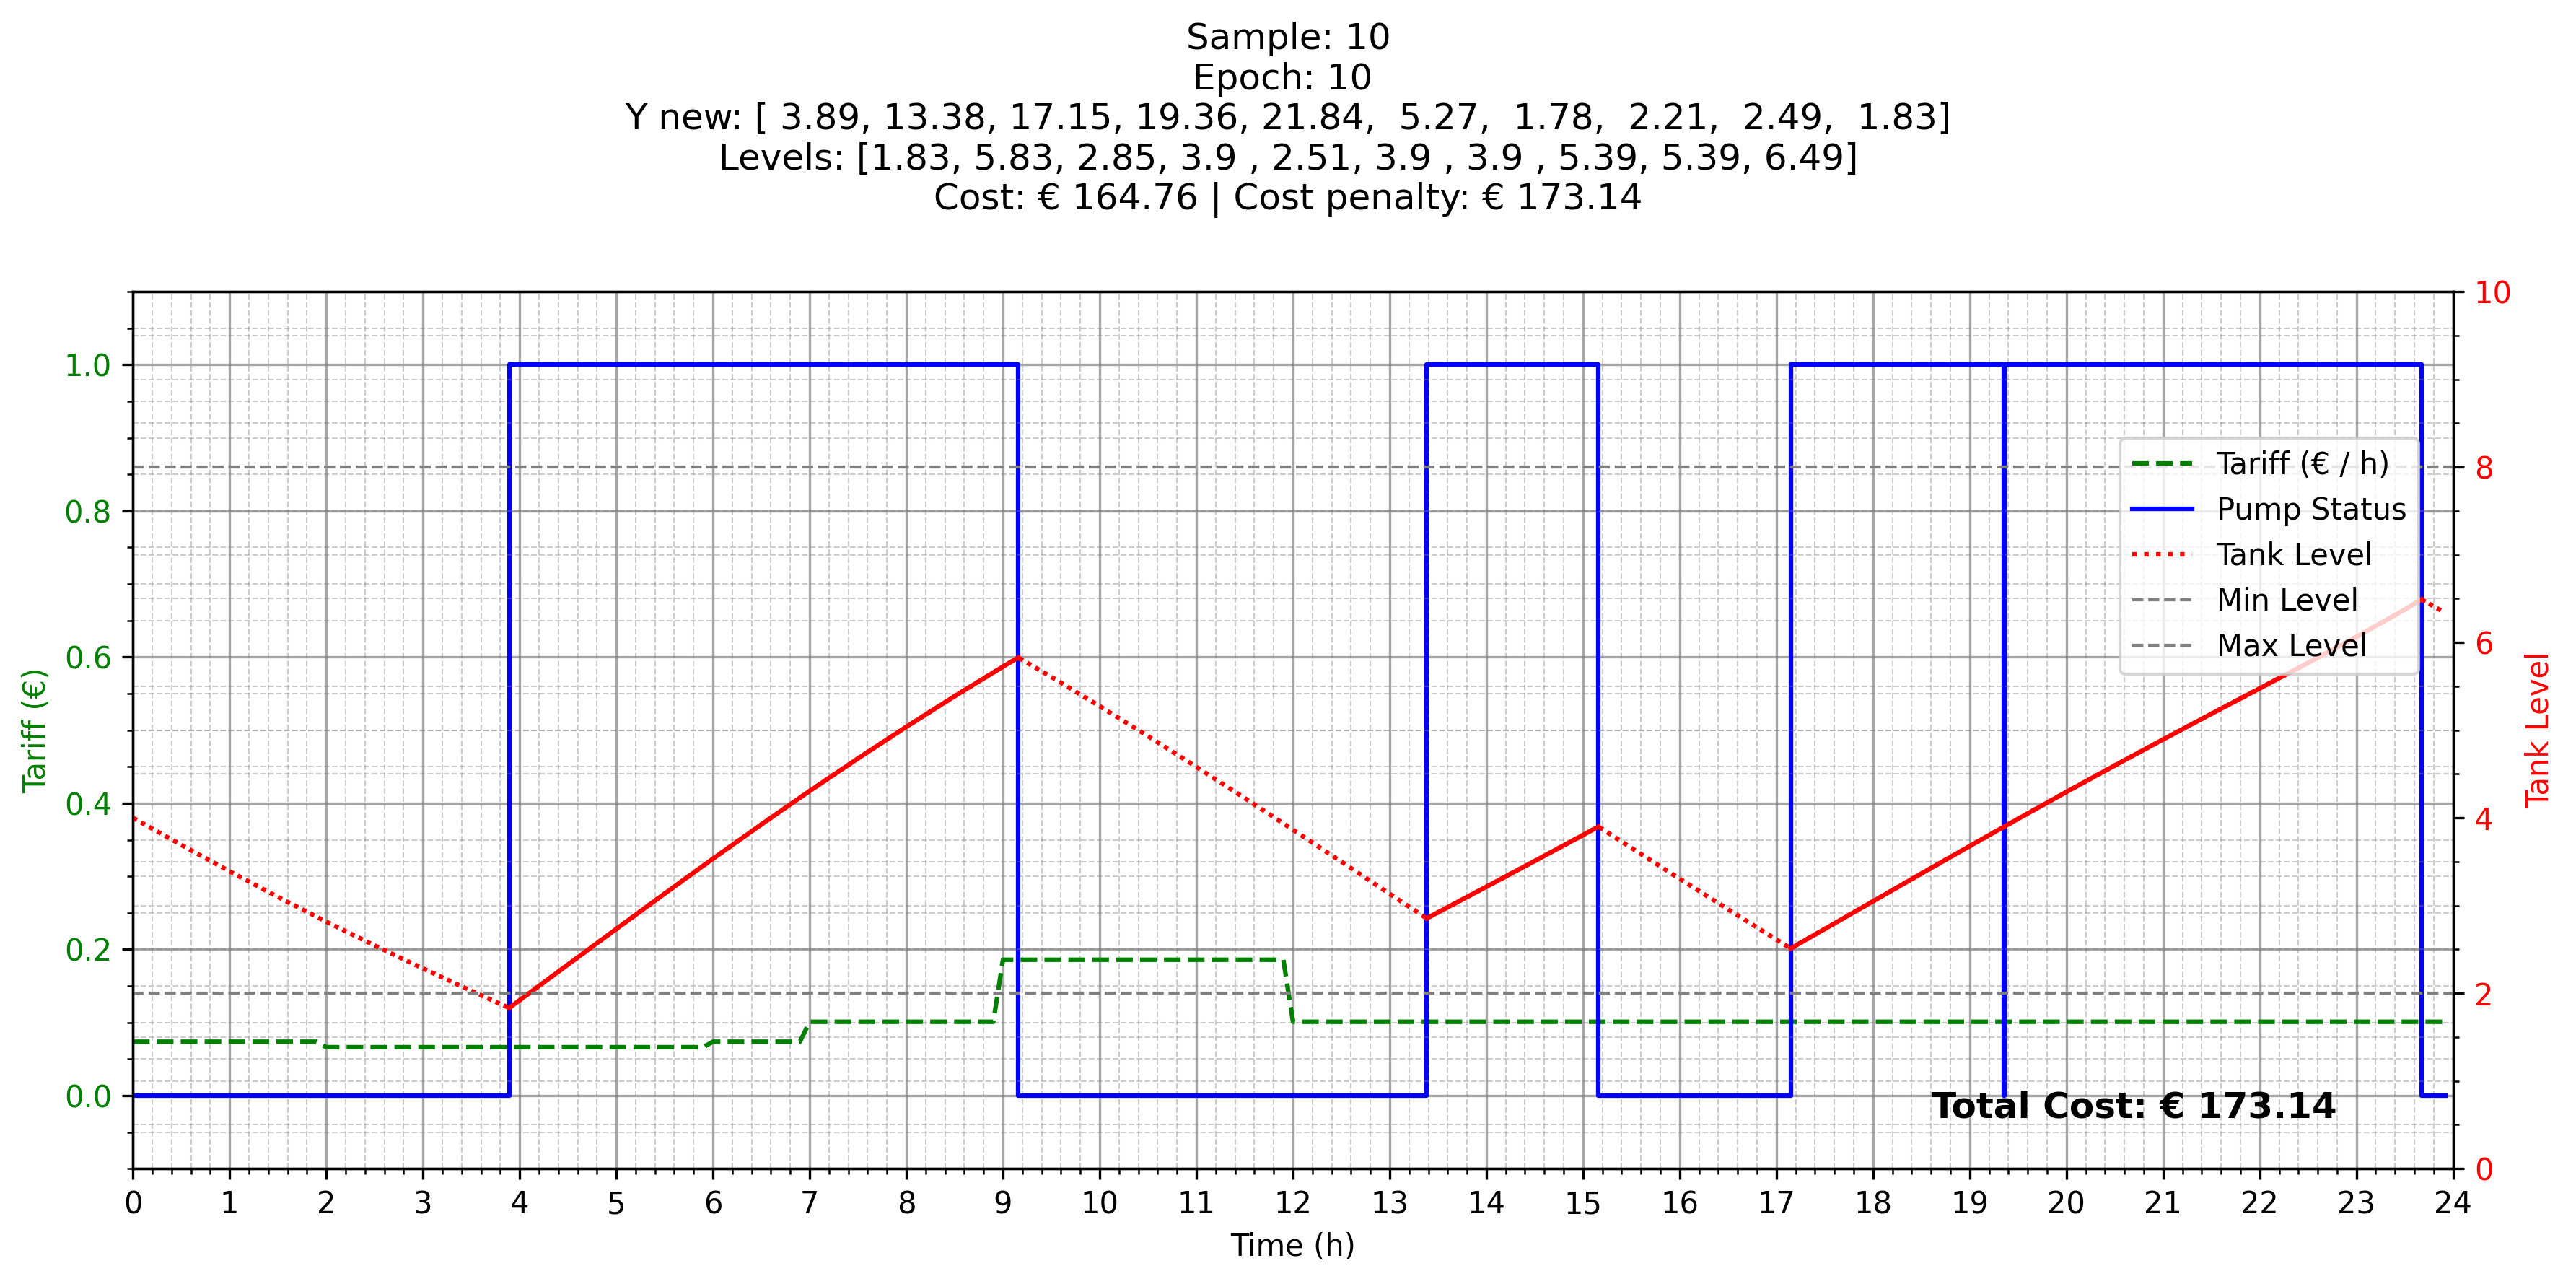 Sample: 10
Epoch: 10
Y new: [ 3.89, 13.38, 17.15, 19.36, 21.84,  5.27,  1.78,  2.21,  2.49,  1.83]
Levels: [1.83, 5.83, 2.85, 3.9 , 2.51, 3.9 , 3.9 , 5.39, 5.39, 6.49]
Cost: € 164.76 | Cost penalty: € 173.14
1.0
0.8
0.6
0.4
0.2
0.0
Tariff (€)
10
8
6
4
2
0
Tank Level
Tariff (€ / h)
Pump Status
Tank Level
Min Level
Max Level
Total Cost: € 173.14
0 1 2 3 4 5 6 7 8 9 10 11 12 13 14 15 16 17 18 19 20 21 22 23 24
Time (h)